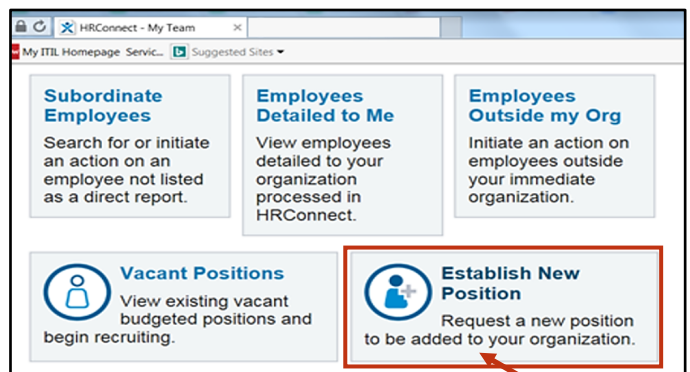 HRConnect - My Team
My ITIL Homepage Servic... Suggested Sites
Subordinate
Employees
Search for or initiate
an action on an
employee not listed
as a direct report.
Employees
Detailed to Me
View employees
detailed to your
organization
processed in
HRConnect.
Employees
Outside my Org
Initiate an action on
employees outside
your immediate
organization.
Vacant Positions
View existing vacant
budgeted positions and
begin recruiting.
Establish New
Position
Request a new position
to be added to your organization.